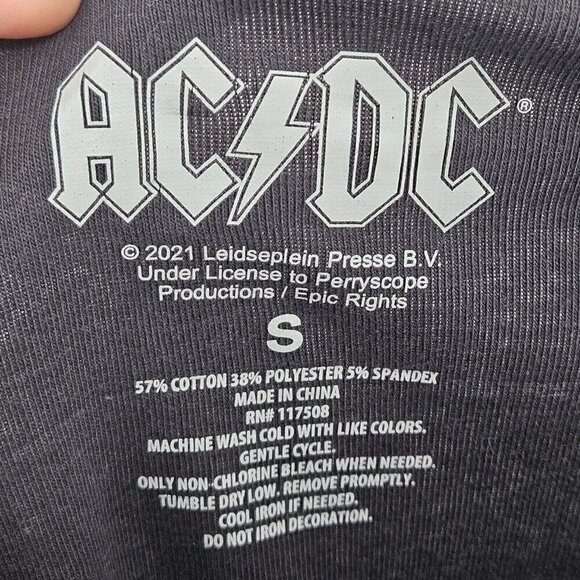 AC/DC®
© 2021 Leidseplein Presse B.V.
Under License to Perryscope
Productions / Epic Rights
S
57% COTTON 38% POLYESTER 5% SPANDEX
MADE IN CHINA
RN# 117508
MACHINE WASH COLD WITH LIKE COLORS.
GENTLE CYCLE.
ONLY NON-CHLORINE BLEACH WHEN NEEDED.
TUMBLE DRY LOW. REMOVE PROMPTLY.
COOL IRON IF NEEDED.
DO NOT IRON DECORATION.